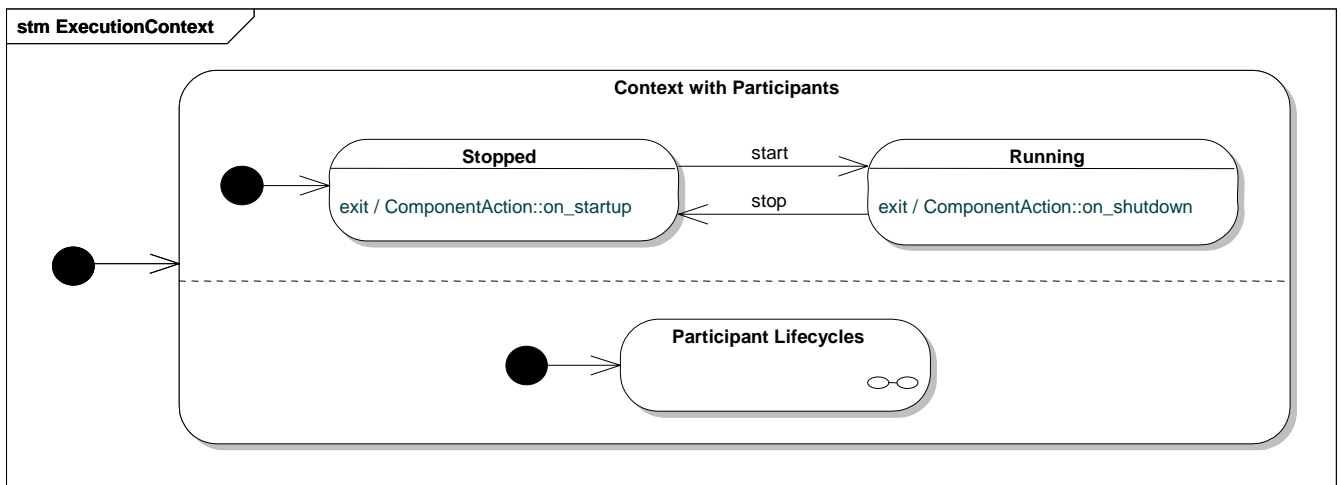 stm ExecutionContext
Context with Participants
Stopped
start
Running
exit / ComponentAction::on_startup
stop
exit / ComponentAction::on_shutdown
Participant Lifecycles